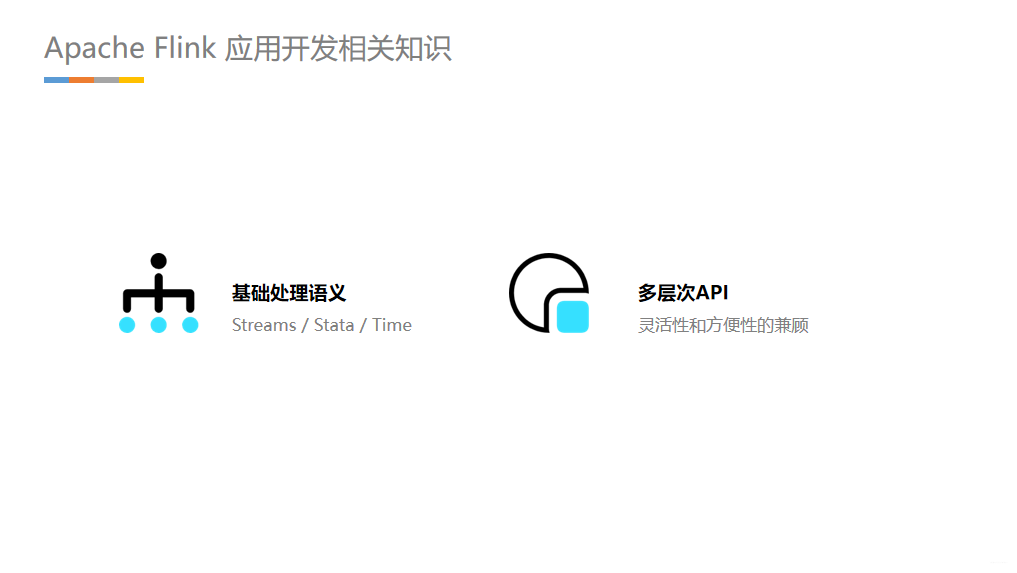 Apache Flink 应用开发相关知识
基础处理语义
Streams / Stata / Time
多层次API
灵活性和方便性的兼顾